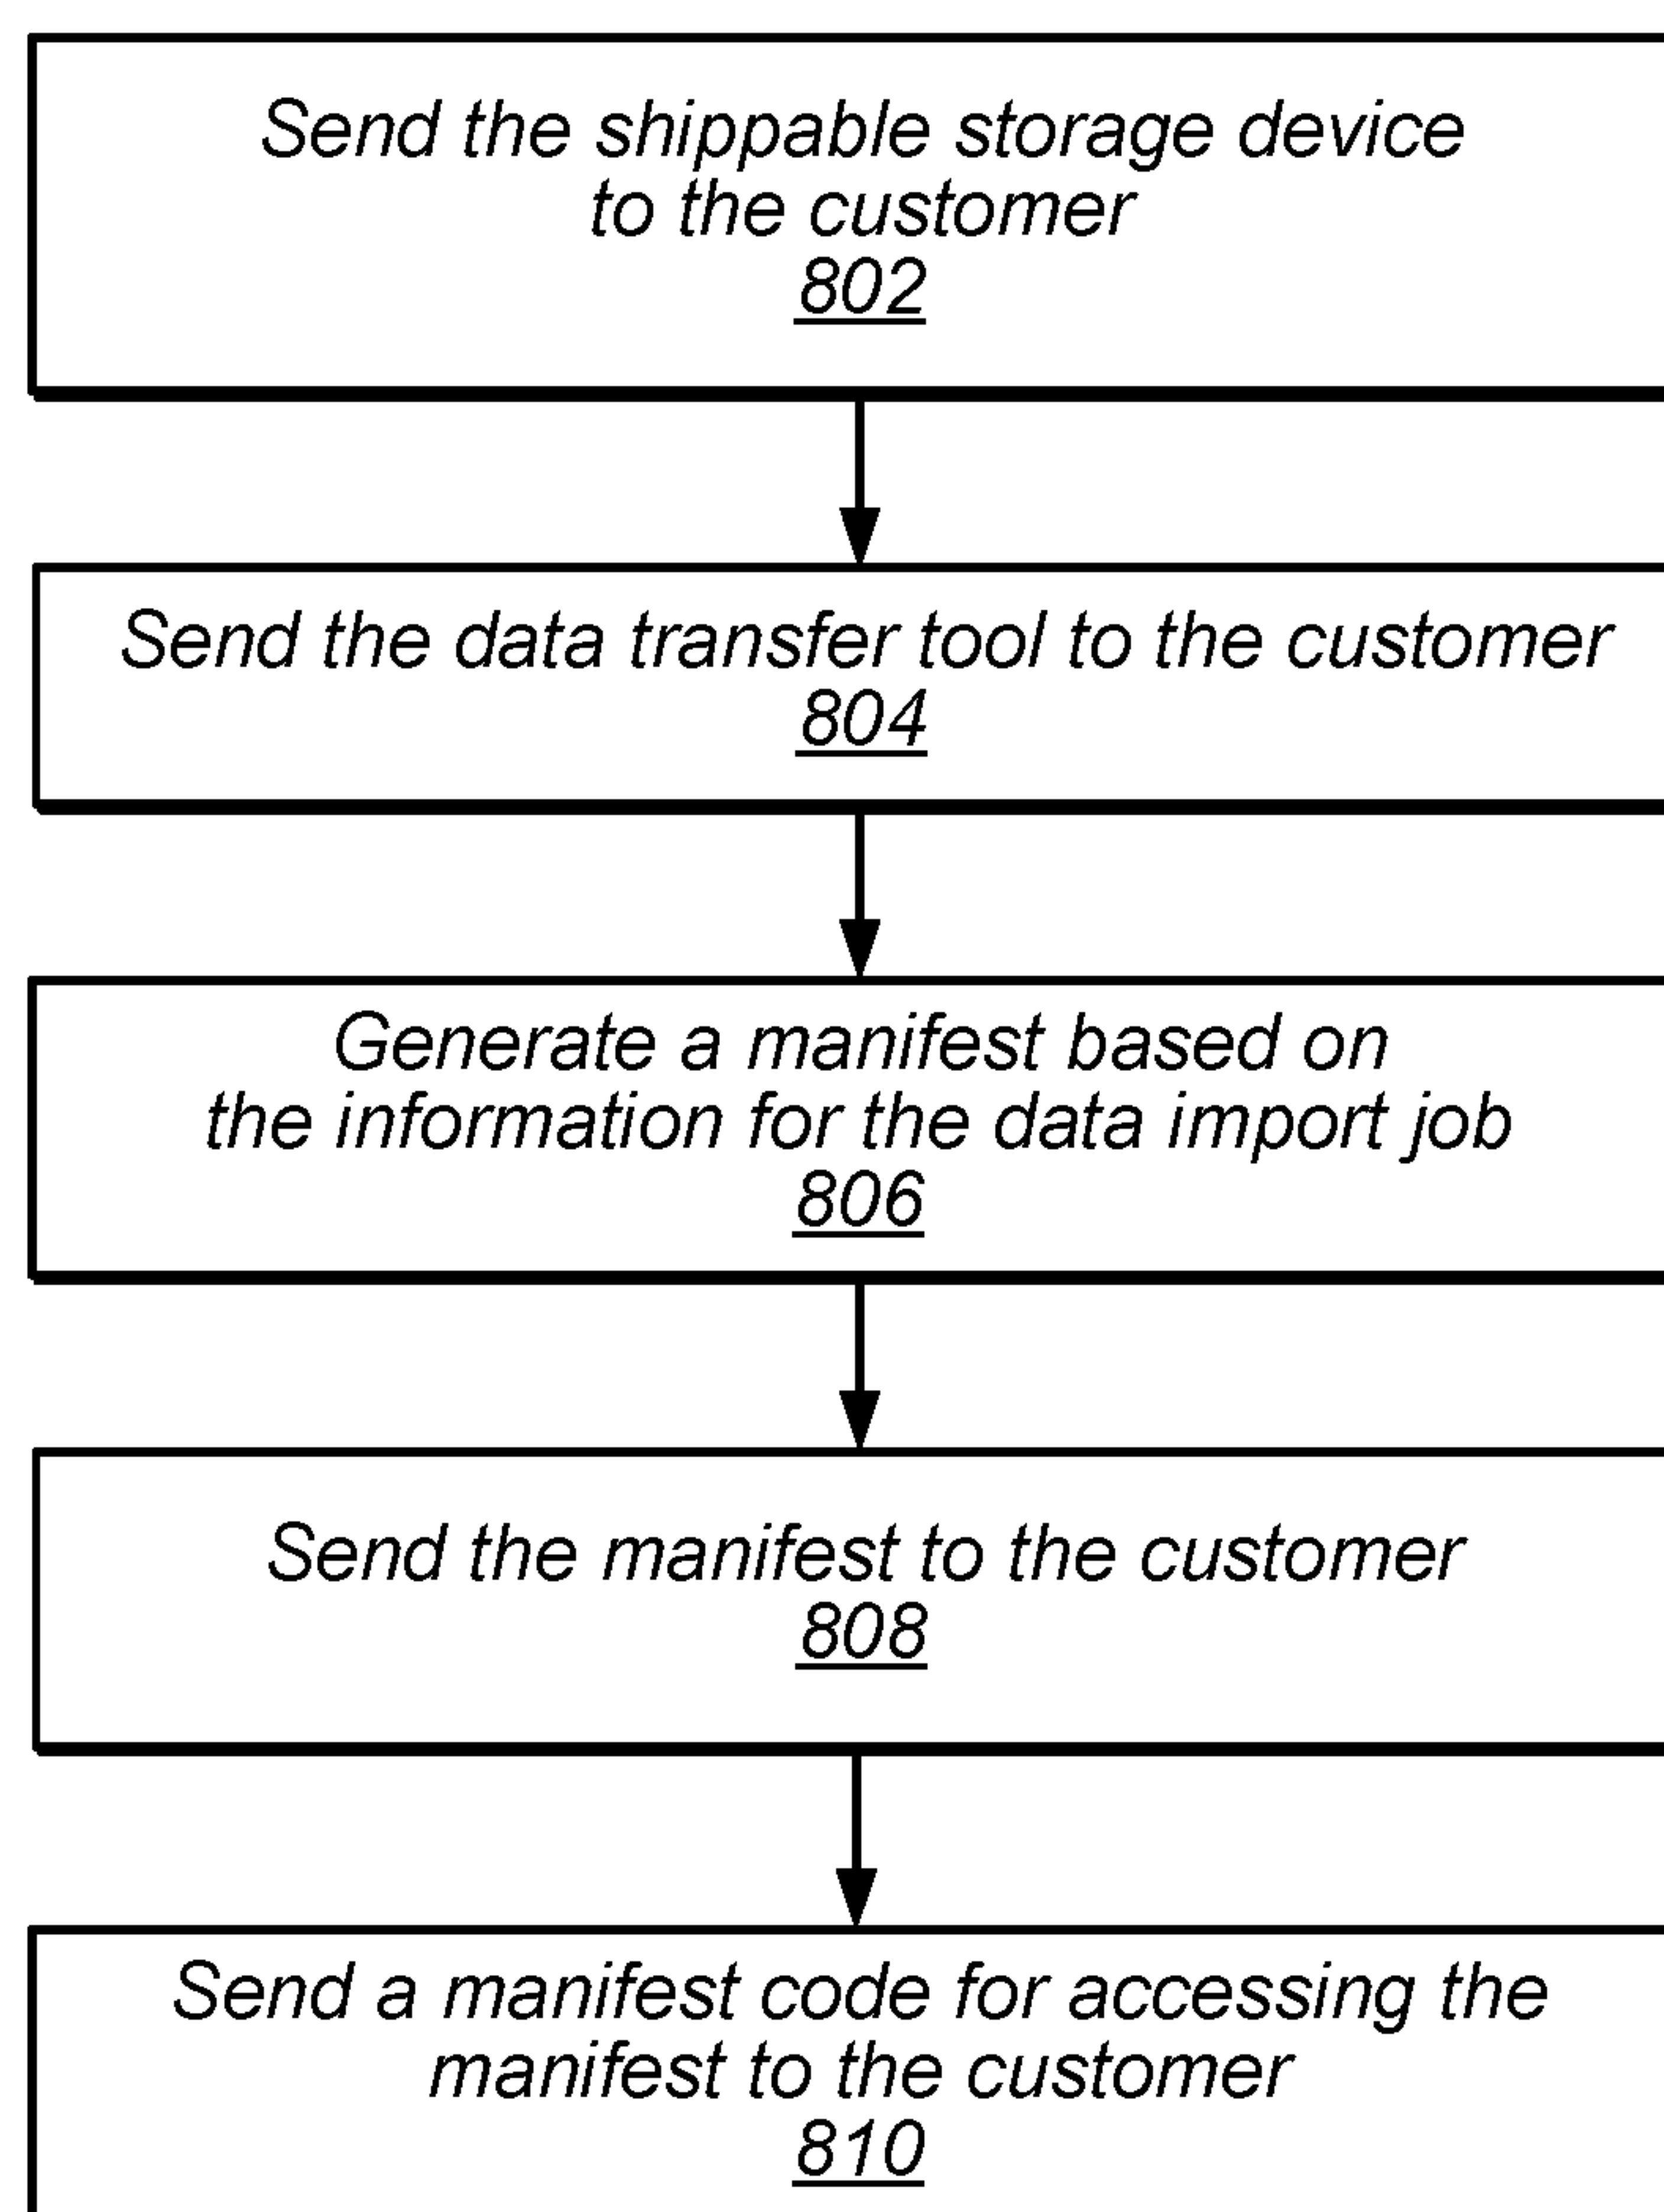 Send the shippable storage device
to the customer
802
Send the data transfer tool to the customer
804
Generate a manifest based on
the information for the data import job
806
Send the manifest to the customer
808
Send a manifest code for accessing the
manifest to the customer
810